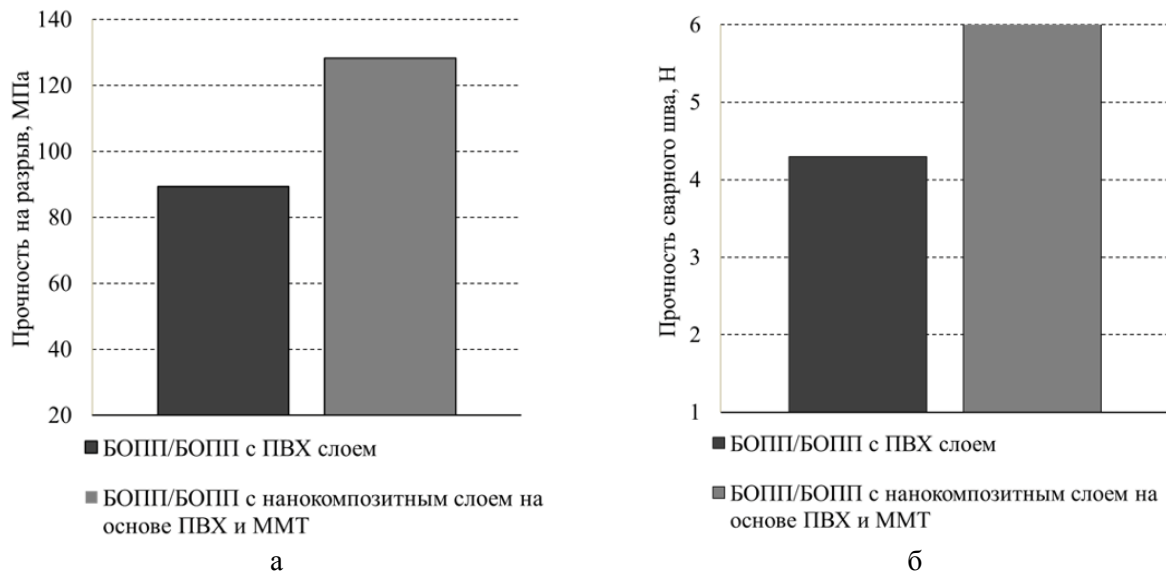 Прочность на разрыв, МПа
140
120
100
80
60
40
20
БОПП/БОПП с ПВХ слоем
БОПП/БОПП с нанокомпозитным слоем на
основе ПВХ и ММТ
а
Прочность сварного шва, Н
6
5
4
3
2
1
БОПП/БОПП с ПВХ слоем
БОПП/БОПП с нанокомпозитным слоем на
основе ПВХ и ММТ
б